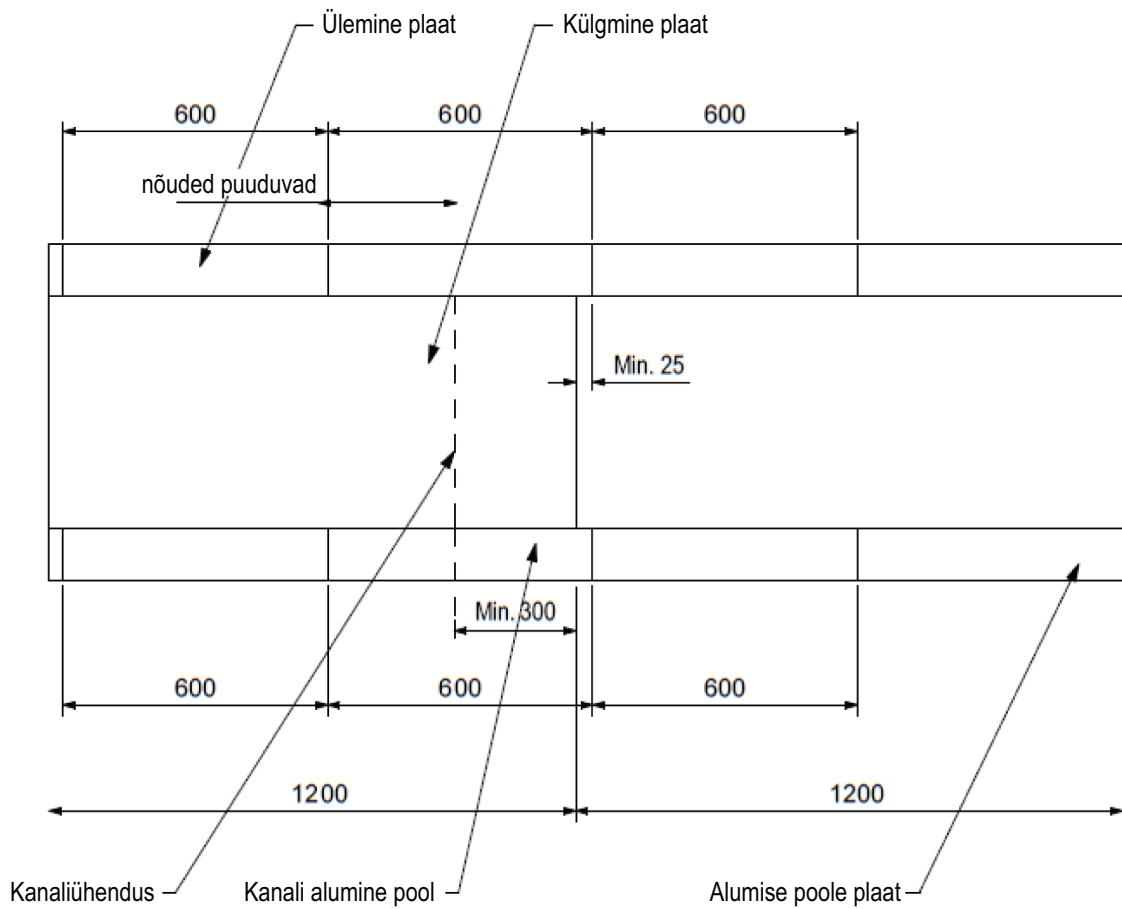 Ülemine plaat
Külgmine plaat
600
600
600
nõuded puuduvad
Min. 25
Min. 300
600
600
600
1200
1200
Kanaliühendus
Kanali alumine pool
Alumise poole plaat